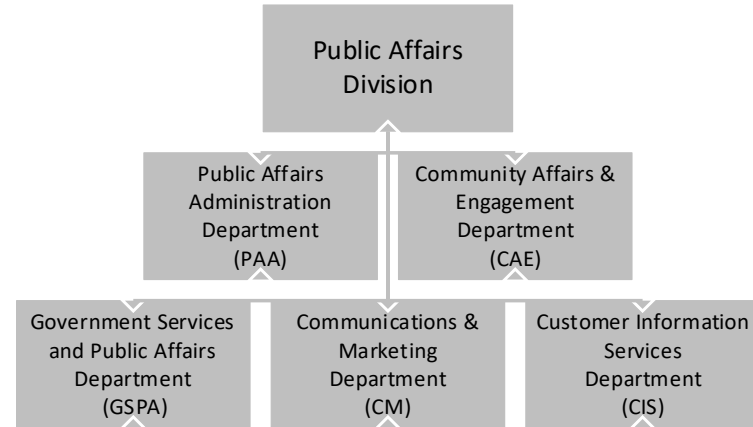 Public Affairs
Division
Public Affairs
Administration
Department
(PAA)
Community Affairs &
Engagement
Department
(CAE)
Government Services
and Public Affairs
Department
(GSPA)
Communications &
Marketing
Department
(CM)
Customer Information
Services
Department
(CIS)